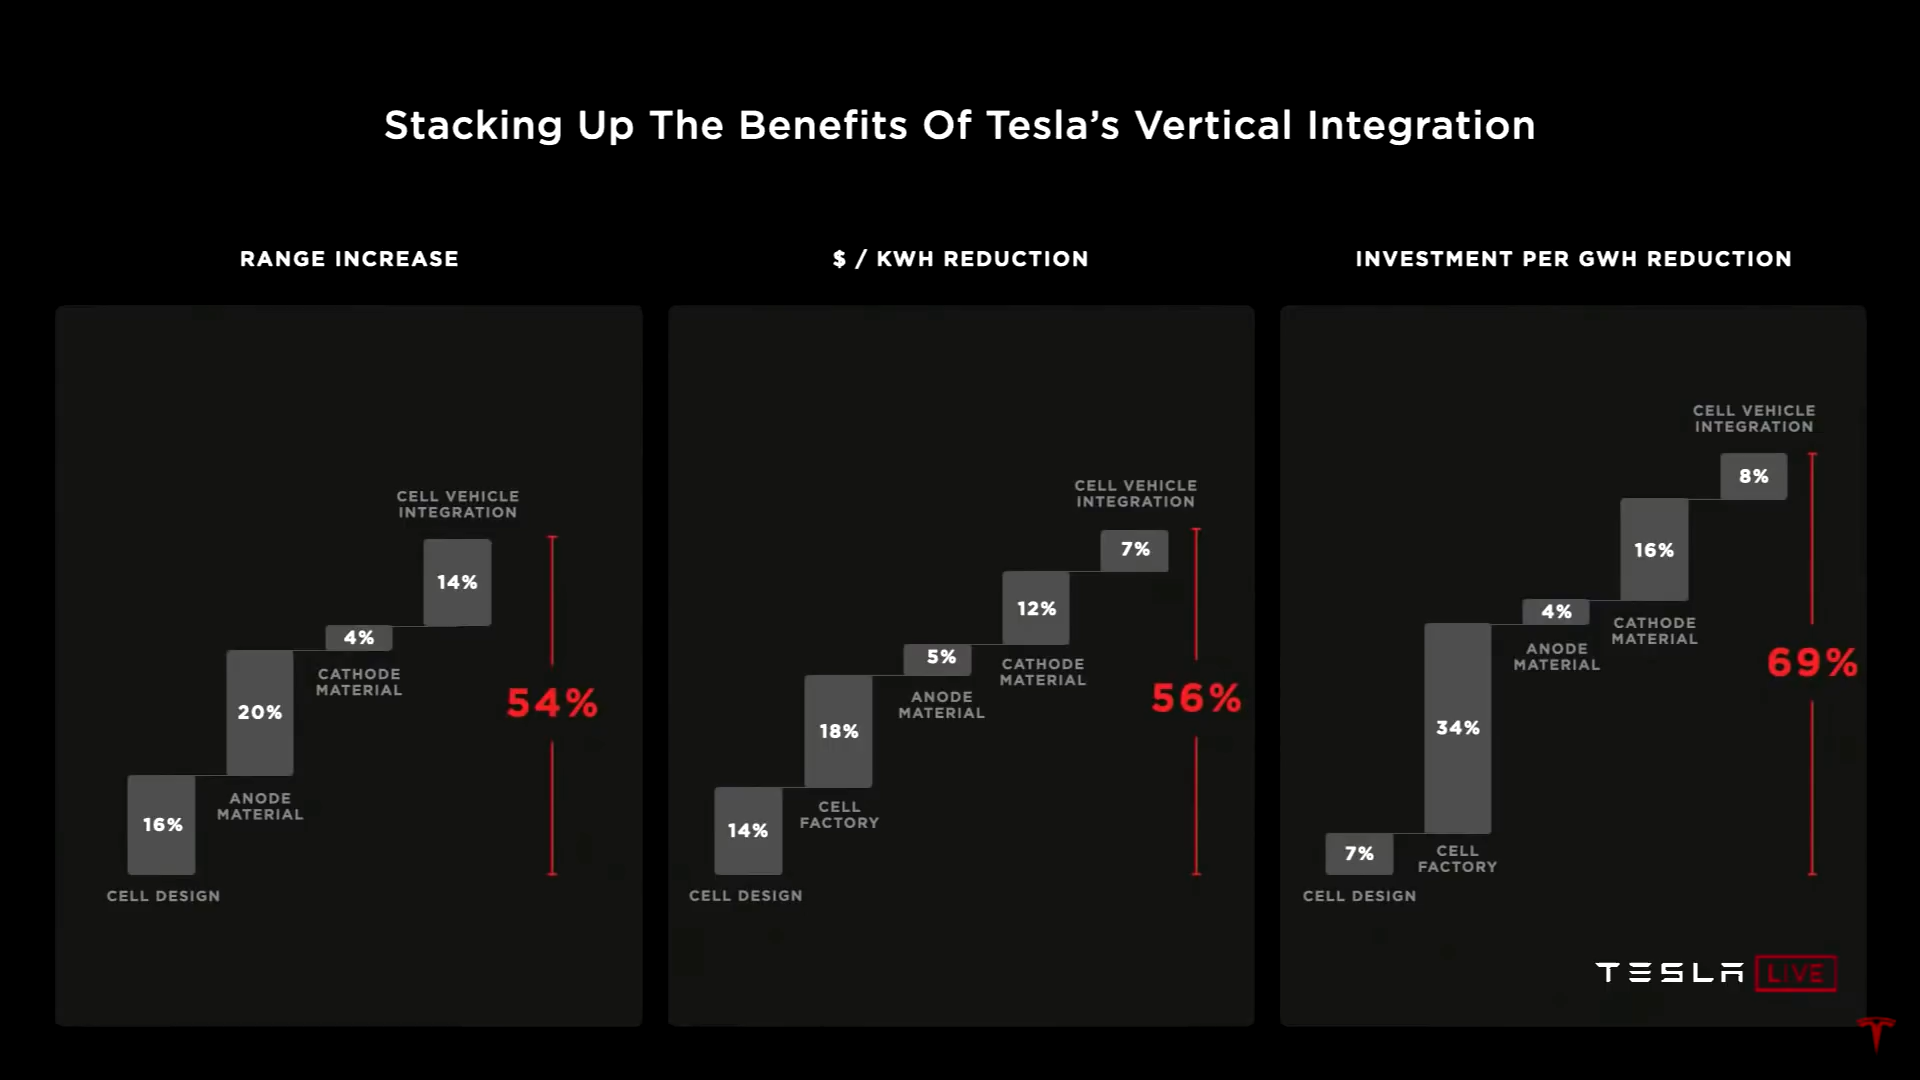 Stacking Up The Benefits Of Tesla’s Vertical Integration
RANGE INCREASE
CELL VEHICLE
INTEGRATION
14%
4%
CATHODE
MATERIAL
20%
ANODE
MATERIAL
16%
CELL DESIGN
54%
$ / KWH REDUCTION
CELL VEHICLE
INTEGRATION
7%
12%
CATHODE
MATERIAL
5%
ANODE
MATERIAL
18%
CELL
FACTORY
14%
CELL DESIGN
56%
INVESTMENT PER GWH REDUCTION
CELL VEHICLE
INTEGRATION
8%
16%
CATHODE
MATERIAL
4%
ANODE
MATERIAL
34%
CELL
FACTORY
7%
CELL DESIGN
69%
TESLA LIVE